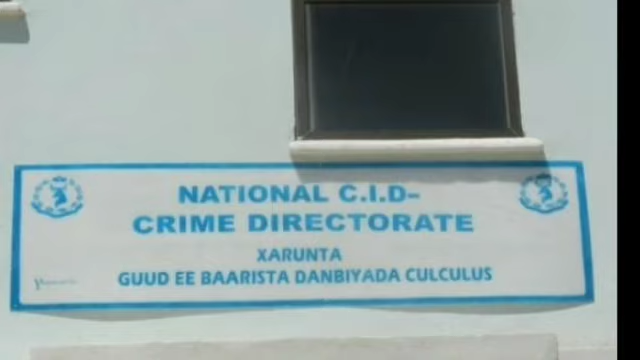 NATIONAL C.I.D-
CRIME DIRECTORATE
XARUNTA
GUUD EE BAARISTA DANBIYADA CULCULUS